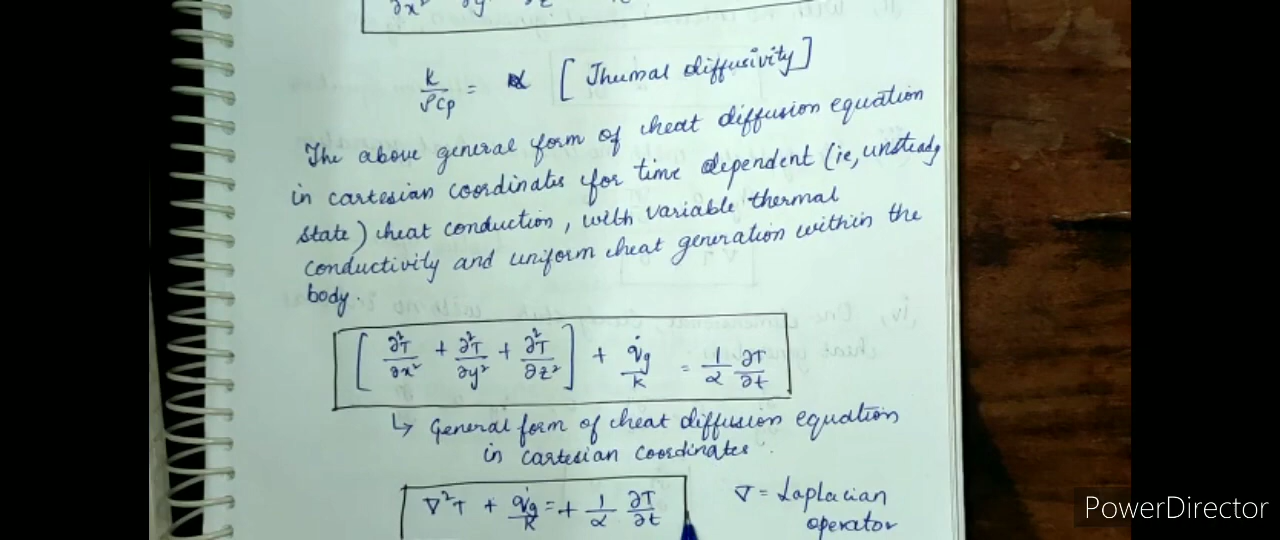 ∂x² ∂y ∂z
k/ρCp = α [Thermal diffusivity]
The above general form of heat diffusion equation
in cartesian coordinates for time dependent (ie, unsteady
state) heat conduction, with variable thermal
conductivity and uniform heat generation within the
body.
[∂²T/∂x² + ∂²T/∂y² + ∂²T/∂z²] + q̇g/k = 1/α ∂T/∂t
↳ General form of heat diffusion equation
in cartesian coordinates.
∇²T + q̇g/k = + 1/α ∂T/∂t
∇ = Laplacian
operator
PowerDirector